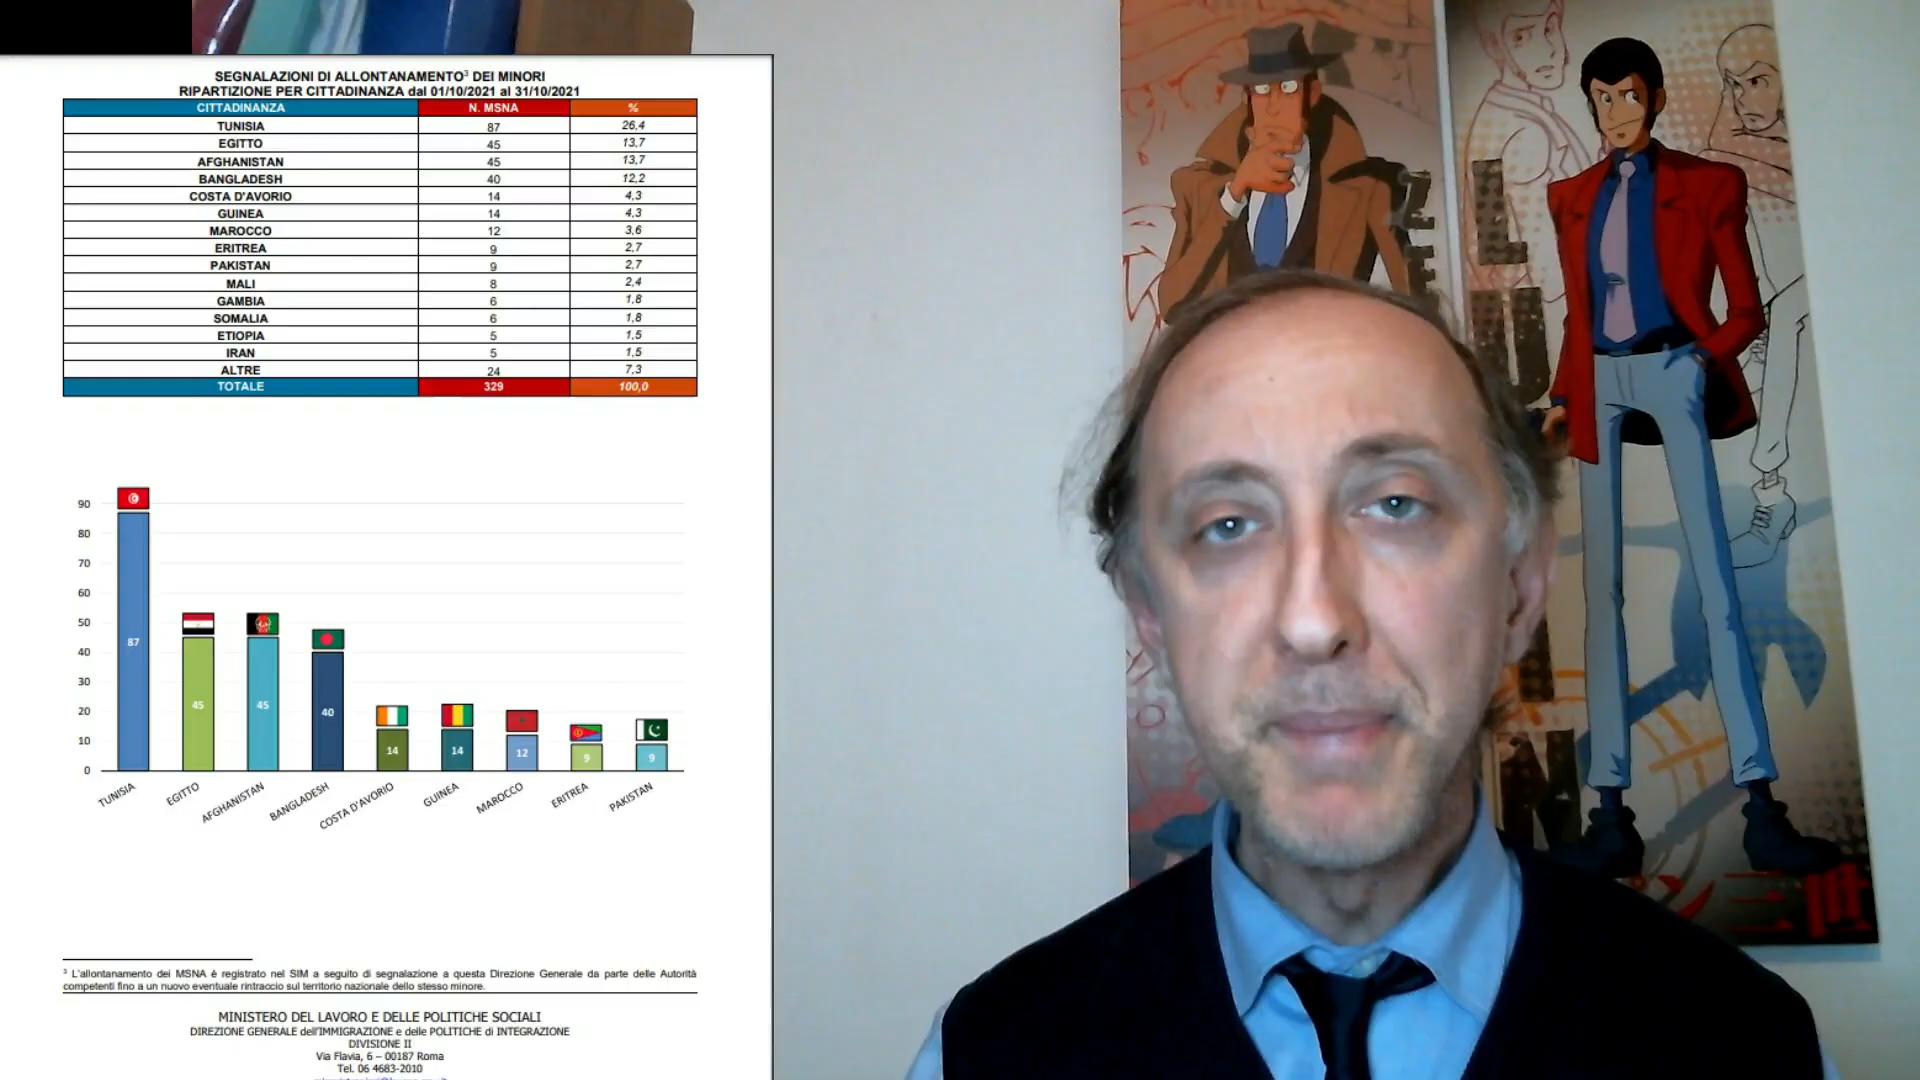 SEGNALAZIONI DI ALLONTANAMENTO³ DEI MINORI
RIPARTIZIONE PER CITTADINANZA dal 01/10/2021 al 31/10/2021
CITTADINANZA N. MSNA %
TUNISIA 87 26,4
EGITTO 45 13,7
AFGHANISTAN 45 13,7
BANGLADESH 40 12,2
COSTA D'AVORIO 14 4,3
GUINEA 14 4,3
MAROCCO 12 3,6
ERITREA 9 2,7
PAKISTAN 9 2,7
MALI 8 2,4
GAMBIA 6 1,8
SOMALIA 6 1,8
ETIOPIA 5 1,5
IRAN 5 1,5
ALTRE 24 7,3
TOTALE 329 100,0
90
80
70
60
50
40
30
20
10
0
87
45
45
40
14
14
12
9
9
TUNISIA
EGITTO
AFGHANISTAN
BANGLADESH
COSTA D'AVORIO
GUINEA
MAROCCO
ERITREA
PAKISTAN
³ L'allontanamento dei MSNA è registrato nel SIM a seguito di segnalazione a questa Direzione Generale da parte delle Autorità
competenti fino a un nuovo eventuale rintraccio sul territorio nazionale dello stesso minore.
MINISTERO DEL LAVORO E DELLE POLITICHE SOCIALI
DIREZIONE GENERALE dell'IMMIGRAZIONE e delle POLITICHE di INTEGRAZIONE
DIVISIONE II
Via Flavia, 6 – 00187 Roma
Tel. 06 4683-2010
三世